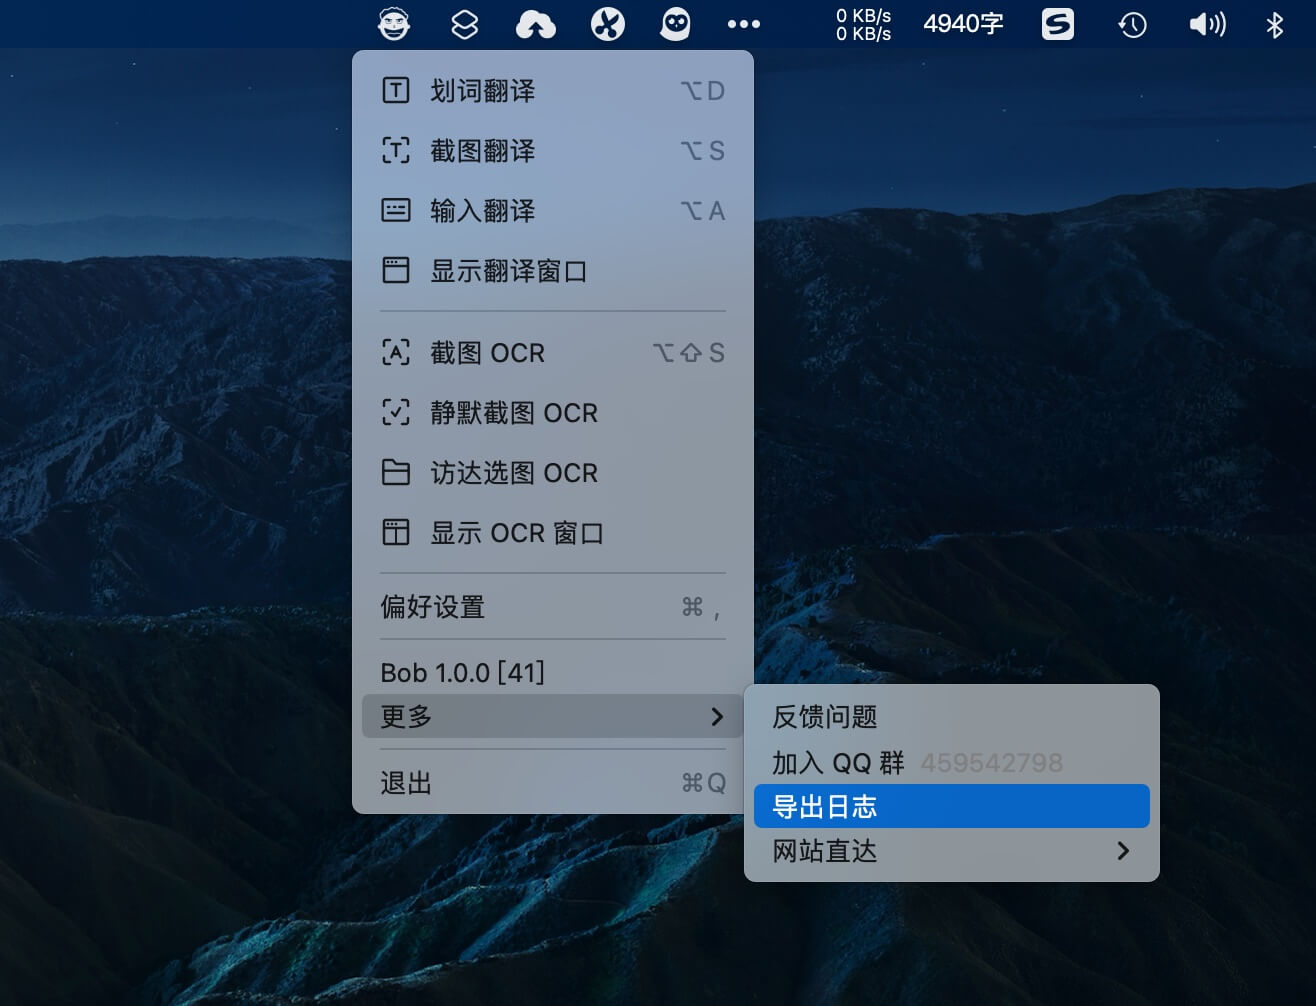 0 KB/s
0 KB/s
4940字
划词翻译 ⌥ D
截图翻译 ⌥ S
输入翻译 ⌥ A
显示翻译窗口
截图 OCR ⌥⇧ S
静默截图 OCR
访达选图 OCR
显示 OCR 窗口
偏好设置 ⌘ ,
Bob 1.0.0 [41]
更多
退出 ⌘Q
反馈问题
加入 QQ 群 459542798
导出日志
网站直达